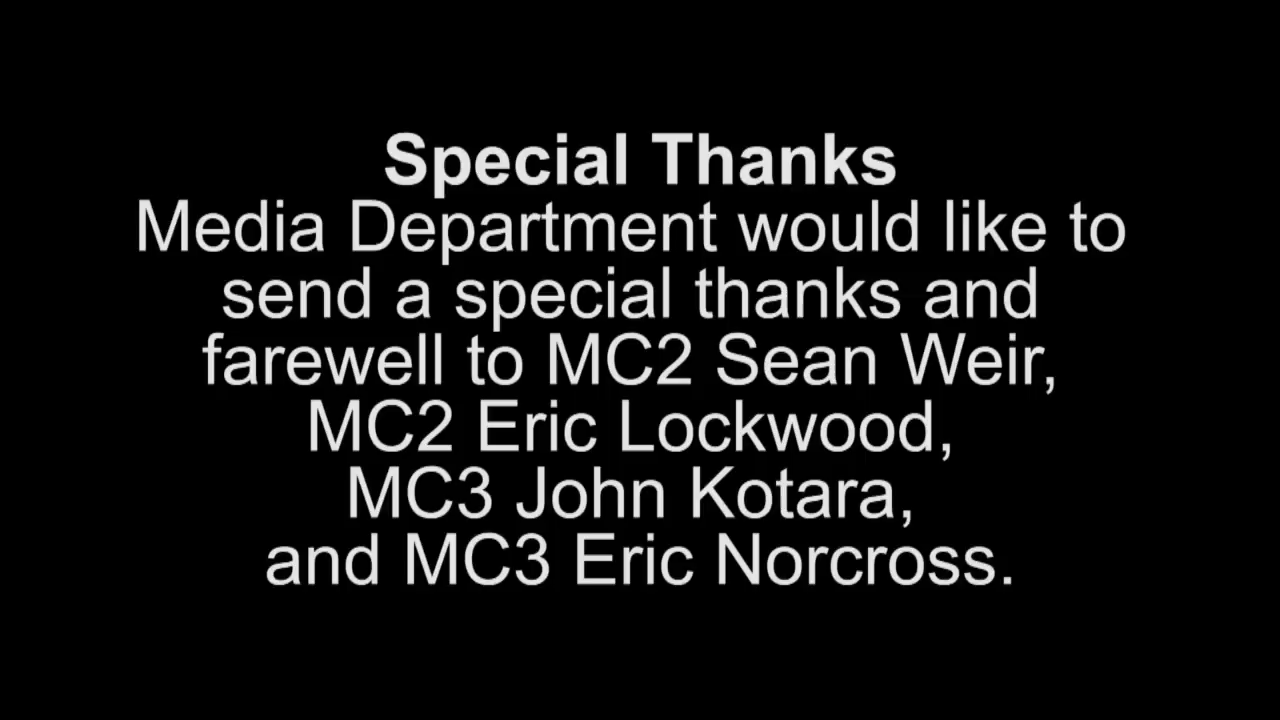 Special Thanks
Media Department would like to
send a special thanks and
farewell to MC2 Sean Weir,
MC2 Eric Lockwood,
MC3 John Kotara,
and MC3 Eric Norcross.